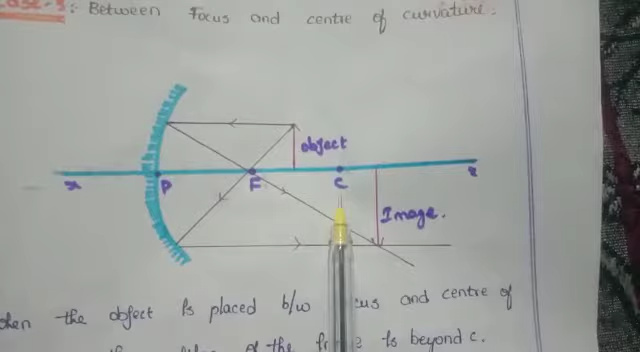 Case-3: Between Focus and centre of curvature:
object
x P F C
Image.
when the object is placed b/w and centre of
of the is beyond c.